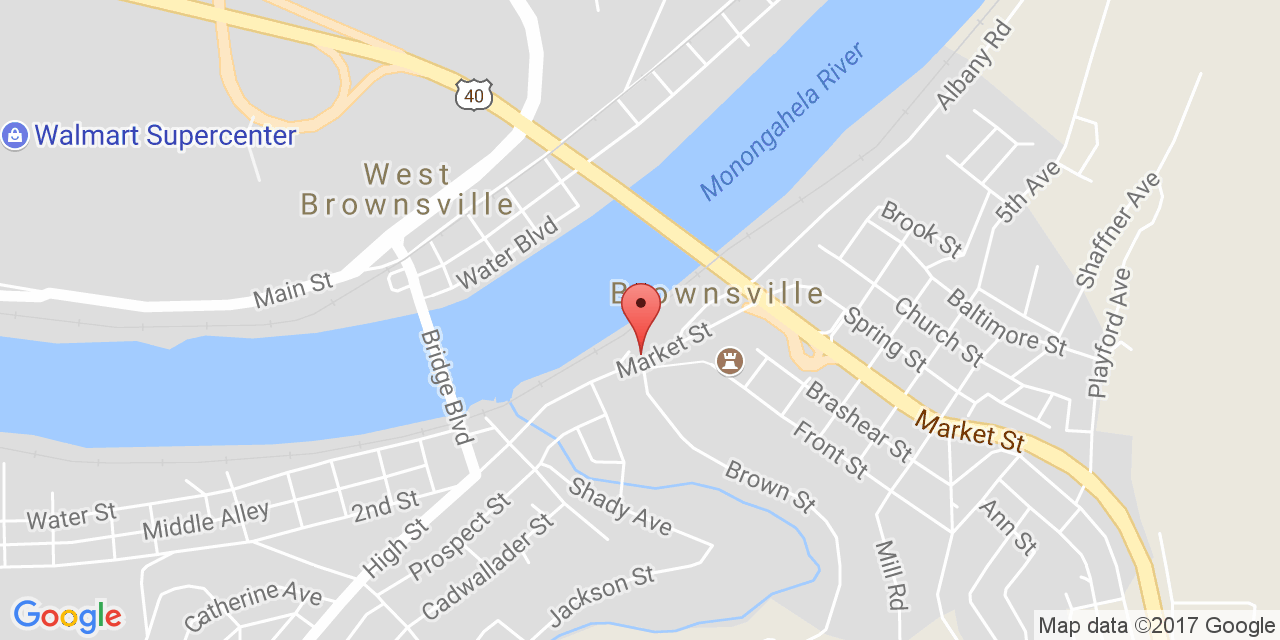 40
Walmart Supercenter
West
Brownsville
Monongahela River
Albany Rd
5th Ave
Shaffner Ave
Brook St
Water Blvd
Main St
Brownsville
Baltimore St
Church St
Spring St
Playford Ave
Market St
Bridge Blvd
Brashear St
Market St
Front St
Brown St
Shady Ave
Ann St
Water St
Middle Alley
2nd St
High St
Prospect St
Cadwallader St
Mill Rd
Catherine Ave
Jackson St
Google
Map data ©2017 Google